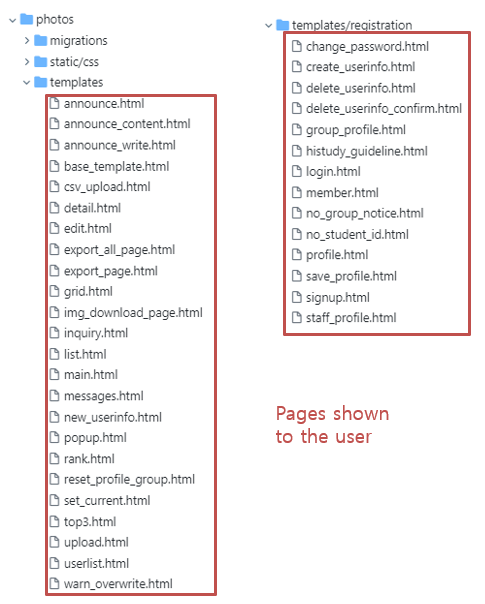 photos
migrations
static/css
templates
announce.html
announce_content.html
announce_write.html
base_template.html
csv_upload.html
detail.html
edit.html
export_all_page.html
export_page.html
grid.html
img_download_page.html
inquiry.html
list.html
main.html
messages.html
new_userinfo.html
popup.html
rank.html
reset_profile_group.html
set_current.html
top3.html
upload.html
userlist.html
warn_overwrite.html
templates/registration
change_password.html
create_userinfo.html
delete_userinfo.html
delete_userinfo_confirm.html
group_profile.html
histudy_guideline.html
login.html
member.html
no_group_notice.html
no_student_id.html
profile.html
save_profile.html
signup.html
staff_profile.html
Pages shown
to the user